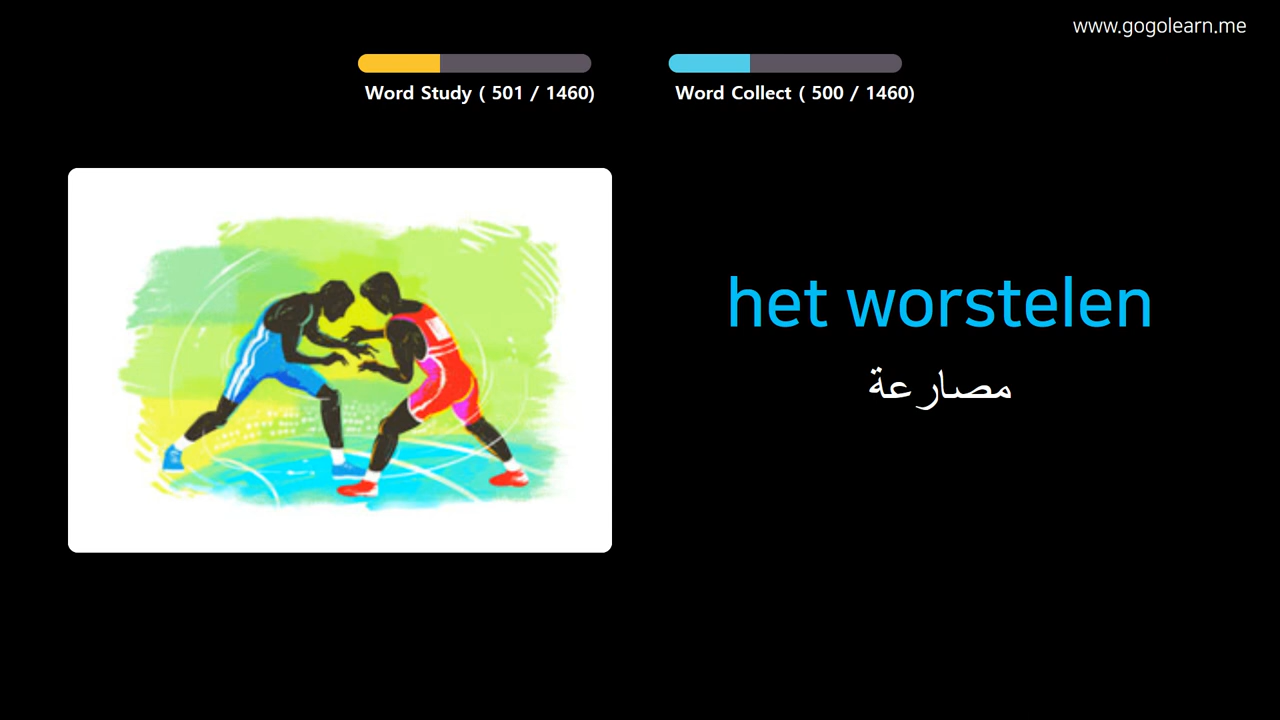 www.gogolearn.me
Word Study ( 501 / 1460)
Word Collect ( 500 / 1460)
het worstelen
مصارعة